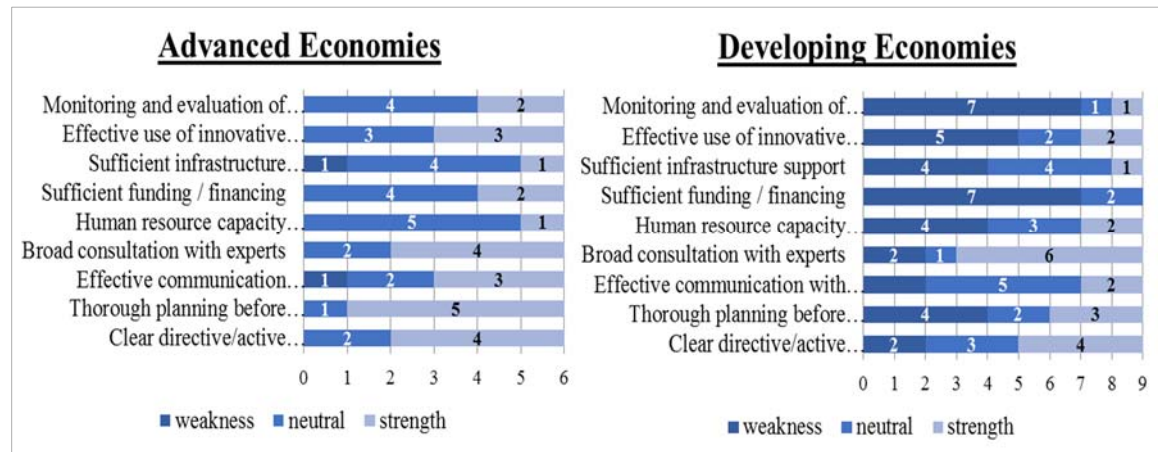 Advanced Economies
Monitoring and evaluation of… 4 2
Effective use of innovative… 3 3
Sufficient infrastructure… 1 4 1
Sufficient funding / financing 4 2
Human resource capacity… 5 1
Broad consultation with experts 2 4
Effective communication… 1 2 3
Thorough planning before… 1 5
Clear directive/active… 2 4
0 1 2 3 4 5 6
weakness neutral strength
Developing Economies
Monitoring and evaluation of… 7 1 1
Effective use of innovative… 5 2 2
Sufficient infrastructure support 4 4 1
Sufficient funding / financing 7 2
Human resource capacity… 4 3 2
Broad consultation with experts 2 1 6
Effective communication with… 5 2
Thorough planning before… 4 2 3
Clear directive/active… 2 3 4
0 1 2 3 4 5 6 7 8 9
weakness neutral strength